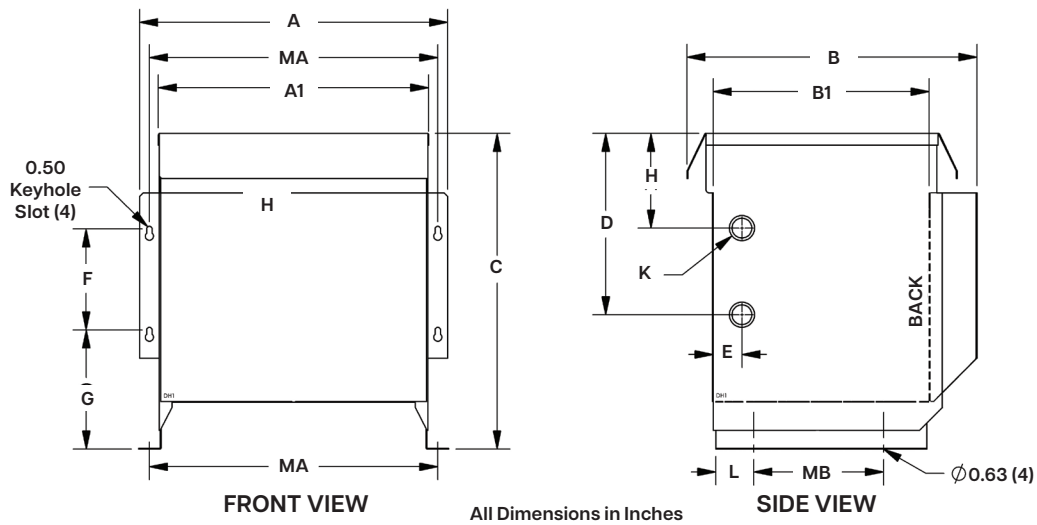 A
MA
A1
B
B1
0.50
Keyhole
Slot (4)
H
F
G
C
DH1
MA
FRONT VIEW
H
D
K
E
BACK
DH1
L
MB
Ø0.63 (4)
SIDE VIEW
All Dimensions in Inches